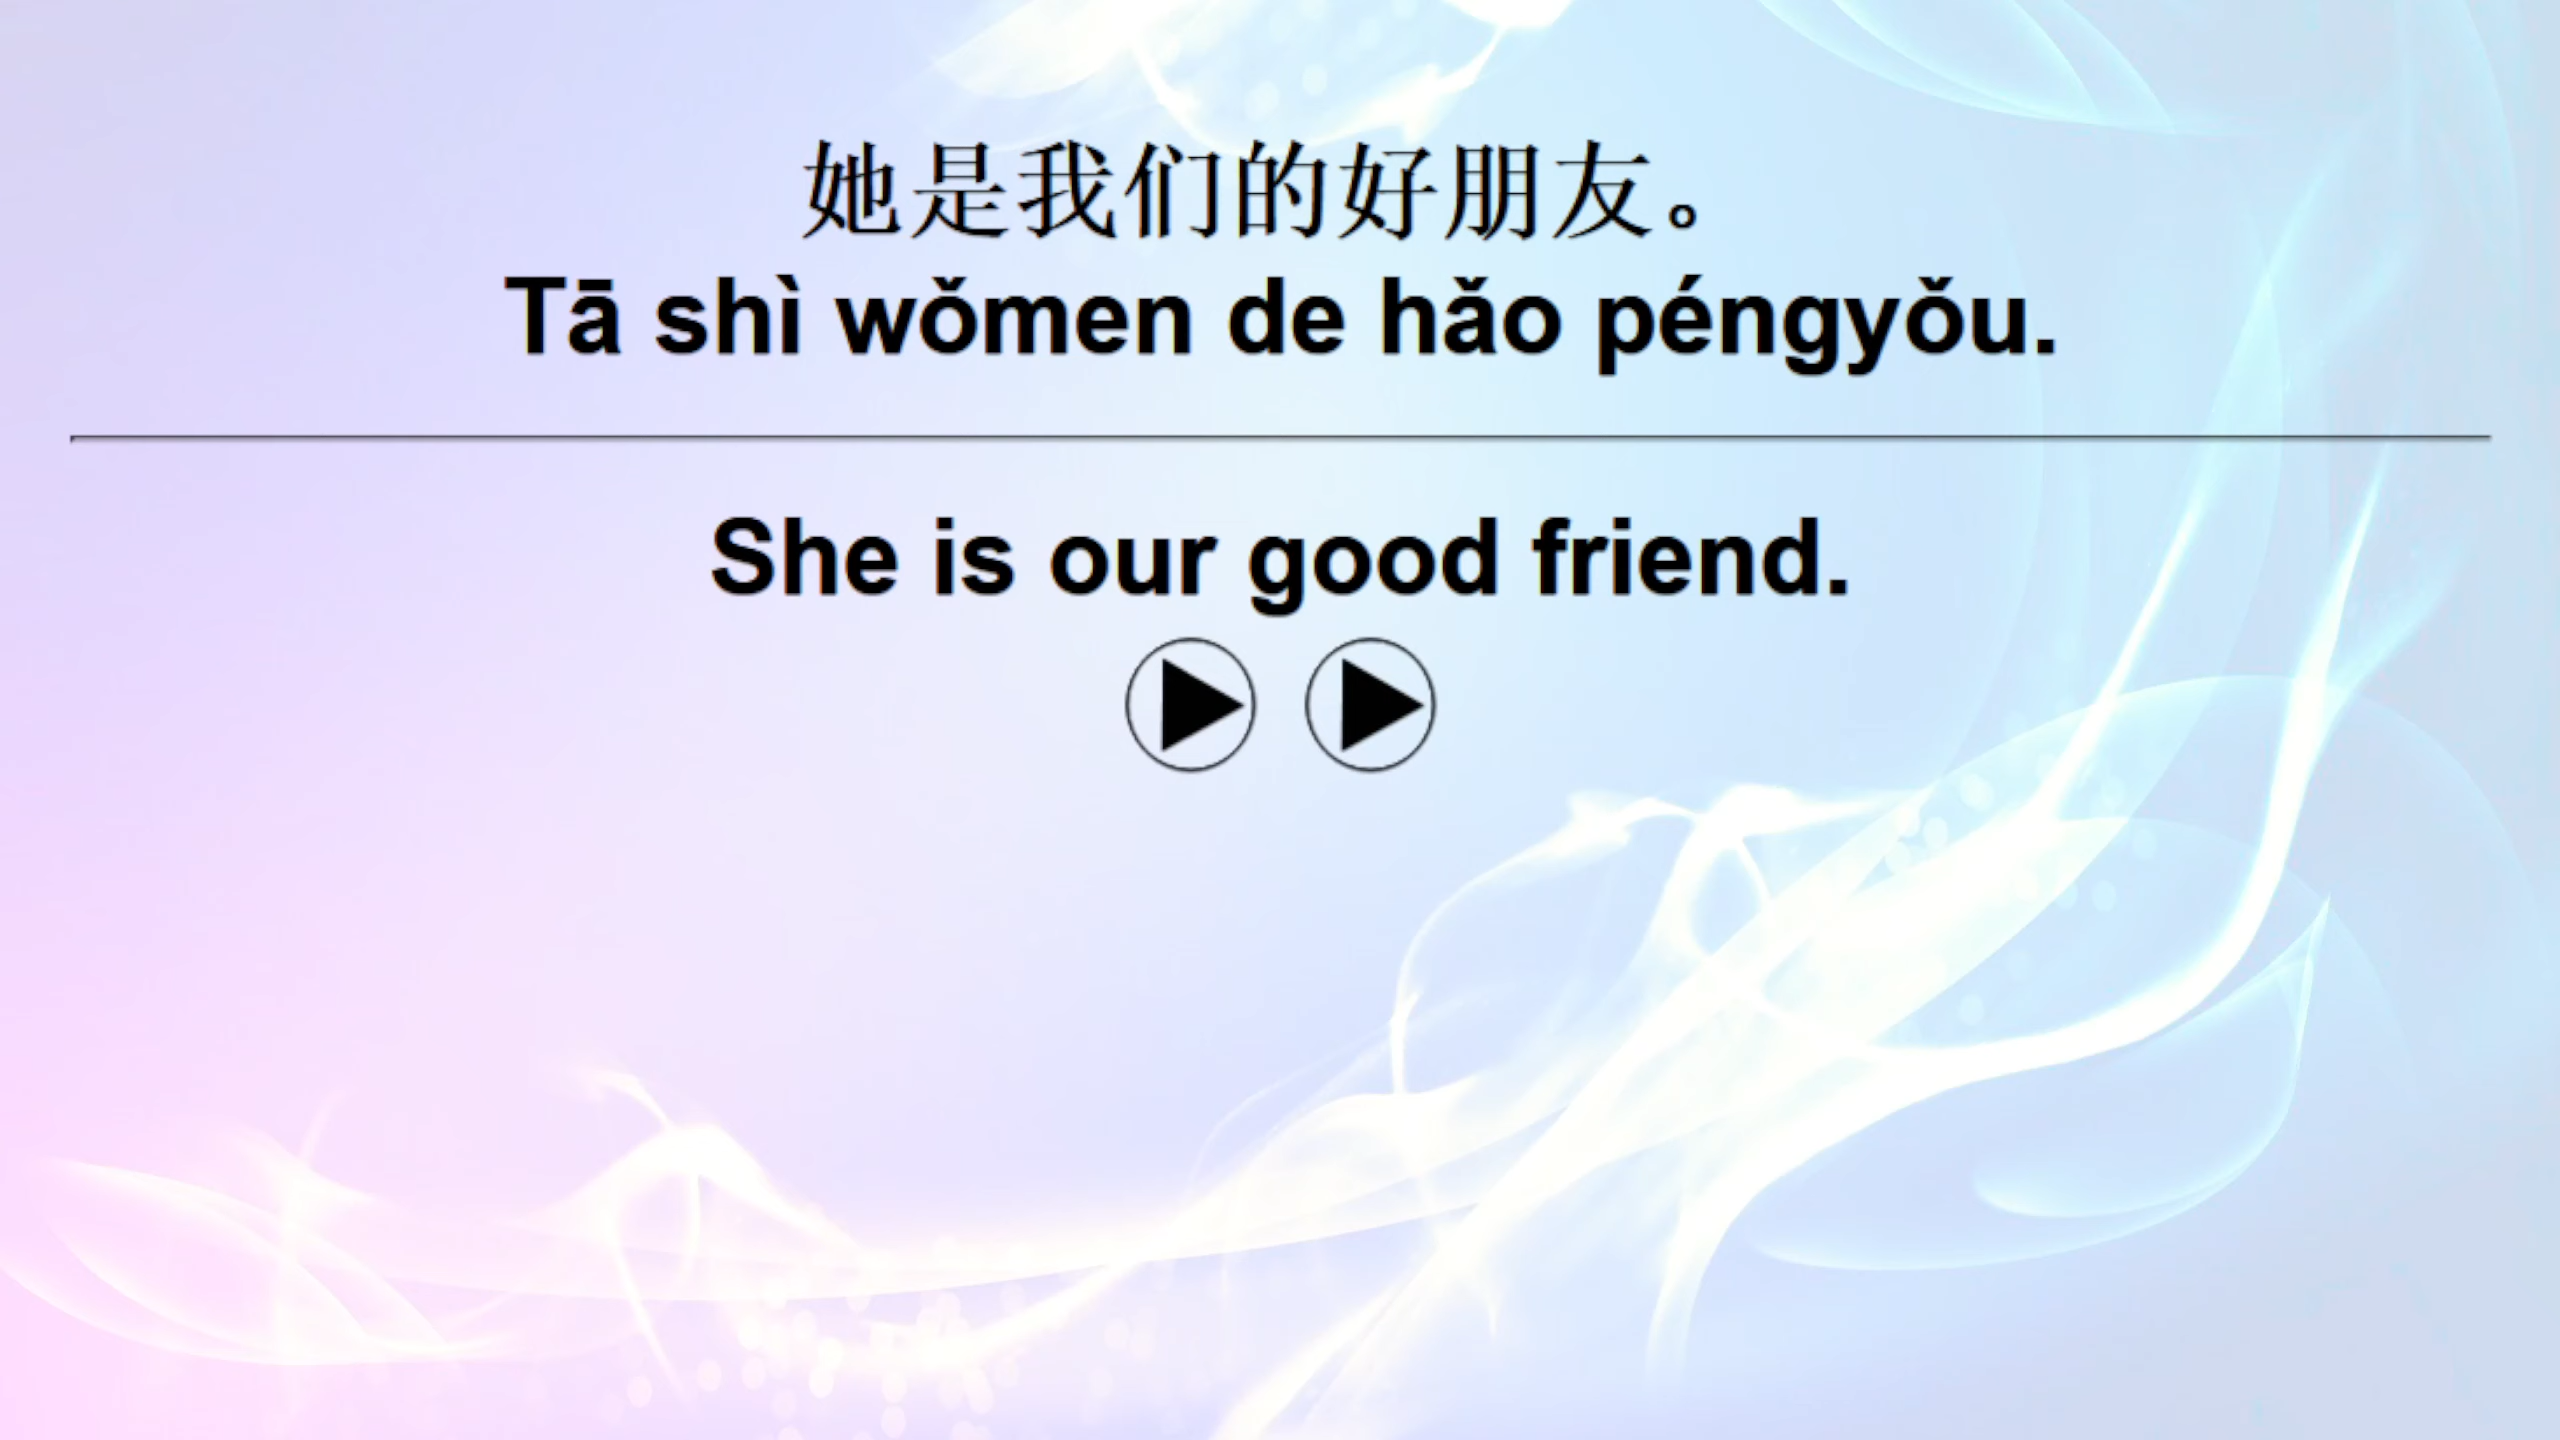 她是我们的好朋友。
Tā shì wǒmen de hǎo péngyǒu.
She is our good friend.